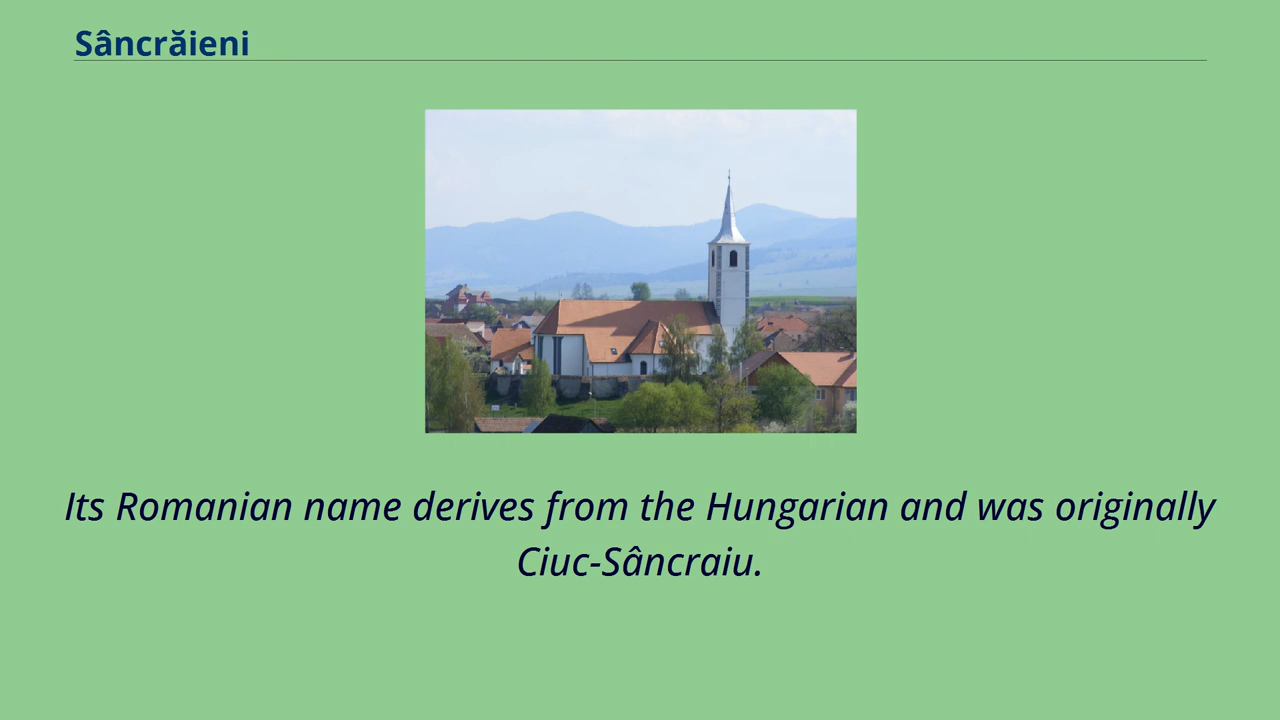 Sâncrăieni
Its Romanian name derives from the Hungarian and was originally
Ciuc-Sâncraiu.